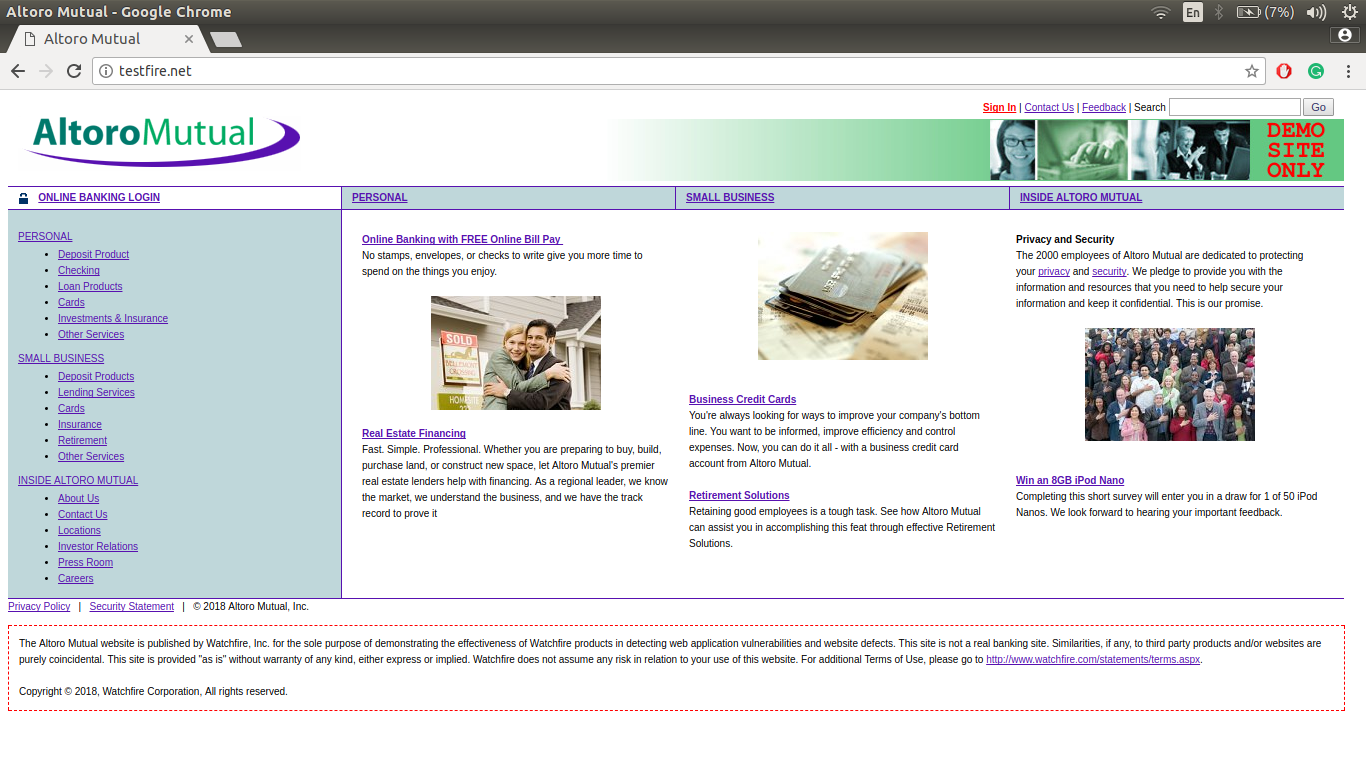 Altoro Mutual - Google Chrome
En
(7%)
Altoro Mutual
testfire.net
Sign In | Contact Us | Feedback | Search Go
AltoroMutual
DEMO
SITE
ONLY
ONLINE BANKING LOGIN
PERSONAL
SMALL BUSINESS
INSIDE ALTORO MUTUAL
PERSONAL
Deposit Product
Checking
Loan Products
Cards
Investments & Insurance
Other Services
SMALL BUSINESS
Deposit Products
Lending Services
Cards
Insurance
Retirement
Other Services
INSIDE ALTORO MUTUAL
About Us
Contact Us
Locations
Investor Relations
Press Room
Careers
Online Banking with FREE Online Bill Pay
No stamps, envelopes, or checks to write give you more time to
spend on the things you enjoy.
SOLD
HOMESITE
Real Estate Financing
Fast. Simple. Professional. Whether you are preparing to buy, build,
purchase land, or construct new space, let Altoro Mutual's premier
real estate lenders help with financing. As a regional leader, we know
the market, we understand the business, and we have the track
record to prove it
Business Credit Cards
You're always looking for ways to improve your company's bottom
line. You want to be informed, improve efficiency and control
expenses. Now, you can do it all - with a business credit card
account from Altoro Mutual.
Retirement Solutions
Retaining good employees is a tough task. See how Altoro Mutual
can assist you in accomplishing this feat through effective Retirement
Solutions.
Privacy and Security
The 2000 employees of Altoro Mutual are dedicated to protecting
your privacy and security. We pledge to provide you with the
information and resources that you need to help secure your
information and keep it confidential. This is our promise.
Win an 8GB iPod Nano
Completing this short survey will enter you in a draw for 1 of 50 iPod
Nanos. We look forward to hearing your important feedback.
Privacy Policy | Security Statement | © 2018 Altoro Mutual, Inc.
The Altoro Mutual website is published by Watchfire, Inc. for the sole purpose of demonstrating the effectiveness of Watchfire products in detecting web application vulnerabilities and website defects. This site is not a real banking site. Similarities, if any, to third party products and/or websites are
purely coincidental. This site is provided "as is" without warranty of any kind, either express or implied. Watchfire does not assume any risk in relation to your use of this website. For additional Terms of Use, please go to http://www.watchfire.com/statements/terms.aspx.
Copyright © 2018, Watchfire Corporation, All rights reserved.